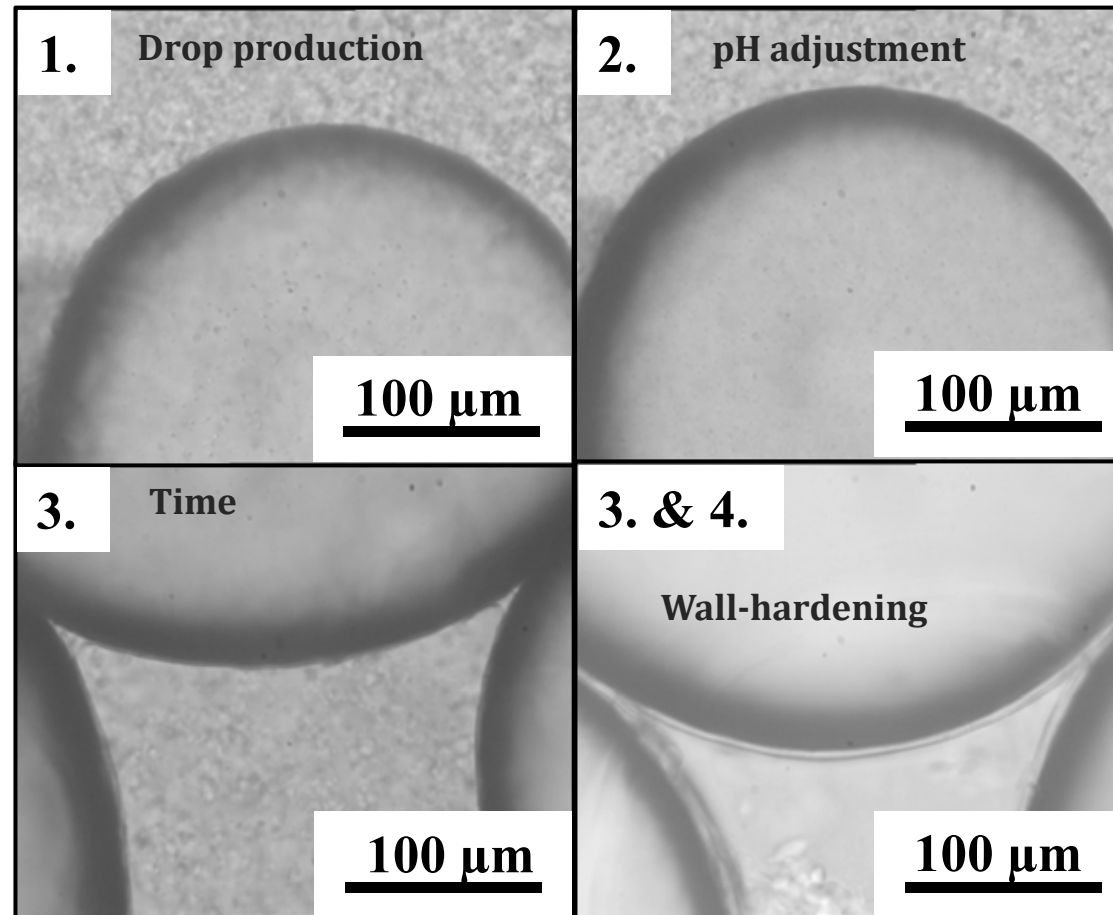 1.
Drop production
100 µm
2.
pH adjustment
100 µm
3.
Time
100 µm
3. & 4.
Wall-hardening
100 µm